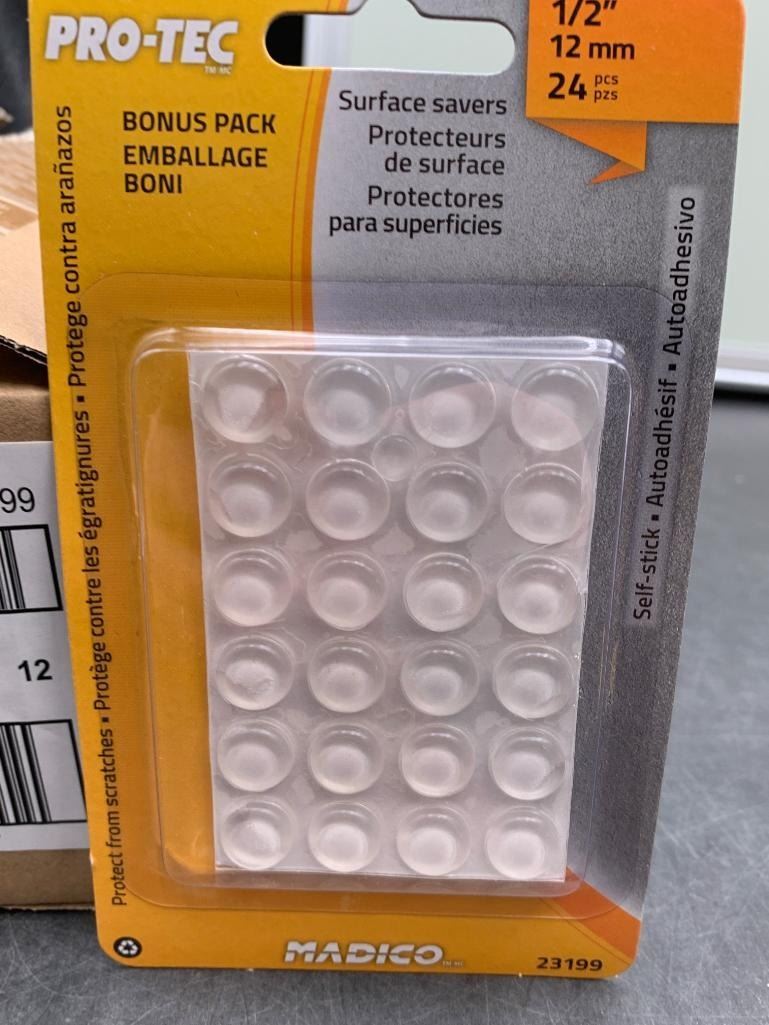 PRO-TEC
TM/MC
1/2"
12 mm
24 pcs
pzs
BONUS PACK
EMBALLAGE
BONI
Surface savers
Protecteurs
de surface
Protectores
para superficies
Protect from scratches ▪ Protège contre les égratignures ▪ Protege contra arañazos
Self-stick ▪ Autoadhésif ▪ Autoadhesivo
99
12
MADICO
TM/MC
23199